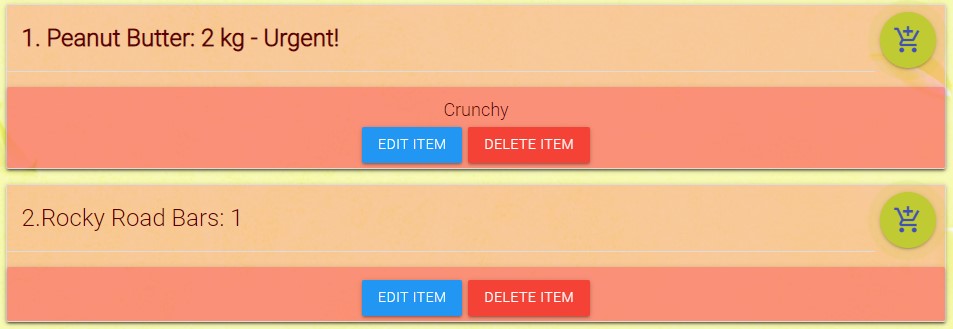 1. Peanut Butter: 2 kg - Urgent!
Crunchy
EDIT ITEM DELETE ITEM
2.Rocky Road Bars: 1
EDIT ITEM DELETE ITEM